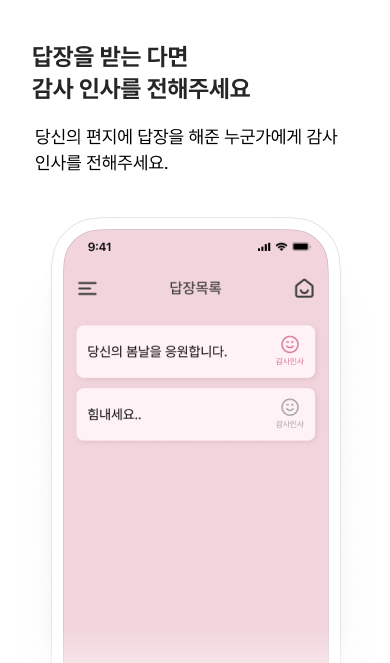 답장을 받는 다면
감사 인사를 전해주세요
당신의 편지에 답장을 해준 누군가에게 감사
인사를 전해주세요.
9:41
답장목록
당신의 봄날을 응원합니다.
감사인사
힘내세요..
감사인사